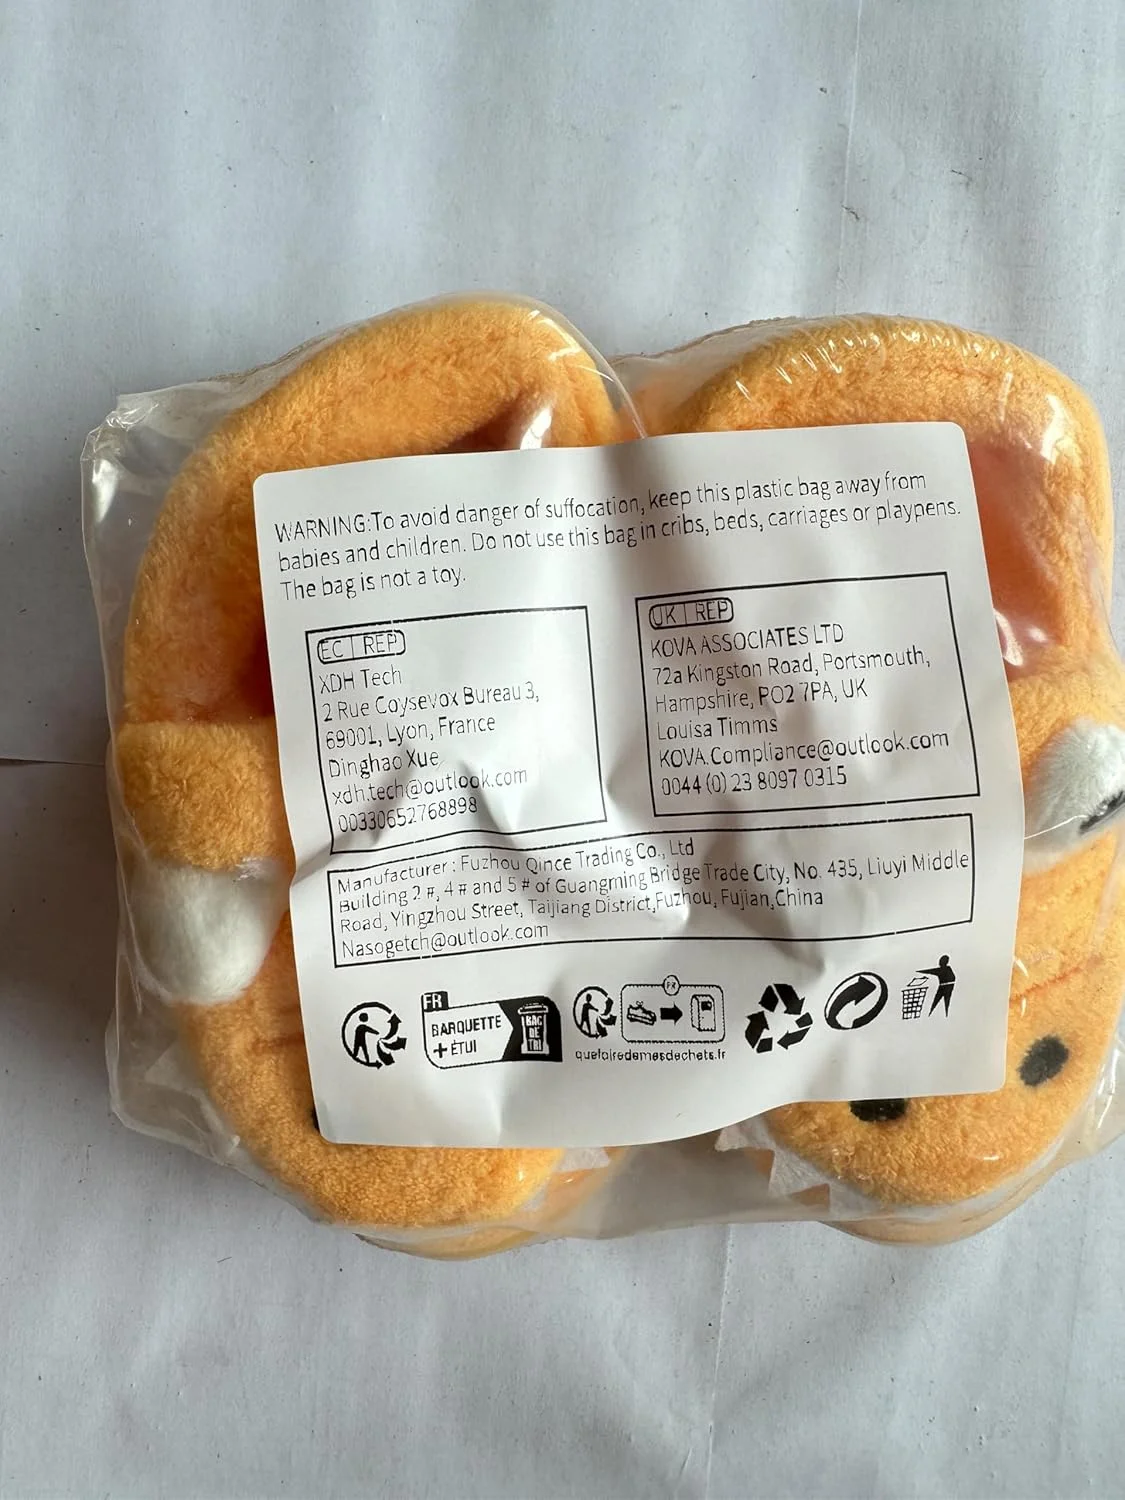 WARNING:To avoid danger of suffocation, keep this plastic bag away from
babies and children. Do not use this bag in cribs, beds, carriages or playpens.
The bag is not a toy.
EC | REP
XDH Tech
2 Rue Coysevox Bureau 3,
69001, Lyon, France
Dinghao Xue
xdh.tech@outlook.com
00330652768898
UK | REP
KOVA ASSOCIATES LTD
72a Kingston Road, Portsmouth,
Hampshire, PO2 7PA, UK
Louisa Timms
KOVA.Compliance@outlook.com
0044 (0) 23 8097 0315
Manufacturer : Fuzhou Qince Trading Co., Ltd
Building 2 #, 4 # and 5 # of Guangming Bridge Trade City, No. 435, Liuyi Middle
Road, Yingzhou Street, Taijiang District,Fuzhou, Fujian,China
Nasogetch@outlook.com
FR
BARQUETTE
+ ÉTUI
BAC
DE
TRI
FR
quefairedemesdechets.fr